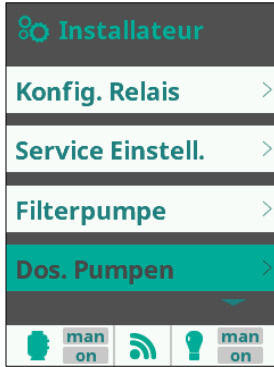 Installateur
Konfig. Relais
Service Einstell.
Filterpumpe
Dos. Pumpen
man man
on on